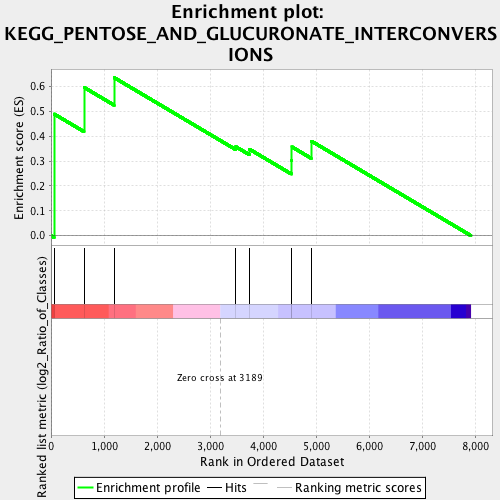 Enrichment plot:
KEGG_PENTOSE_AND_GLUCURONATE_INTERCONVERS
IONS
Enrichment score (ES)
0.6
0.5
0.4
0.3
0.2
0.1
0.0
Ranked list metric (log2_Ratio_of_Classes)
Zero cross at 3189
0
1,000
2,000
3,000
4,000
5,000
6,000
7,000
8,000
Rank in Ordered Dataset
Enrichment profile
Hits
Ranking metric scores